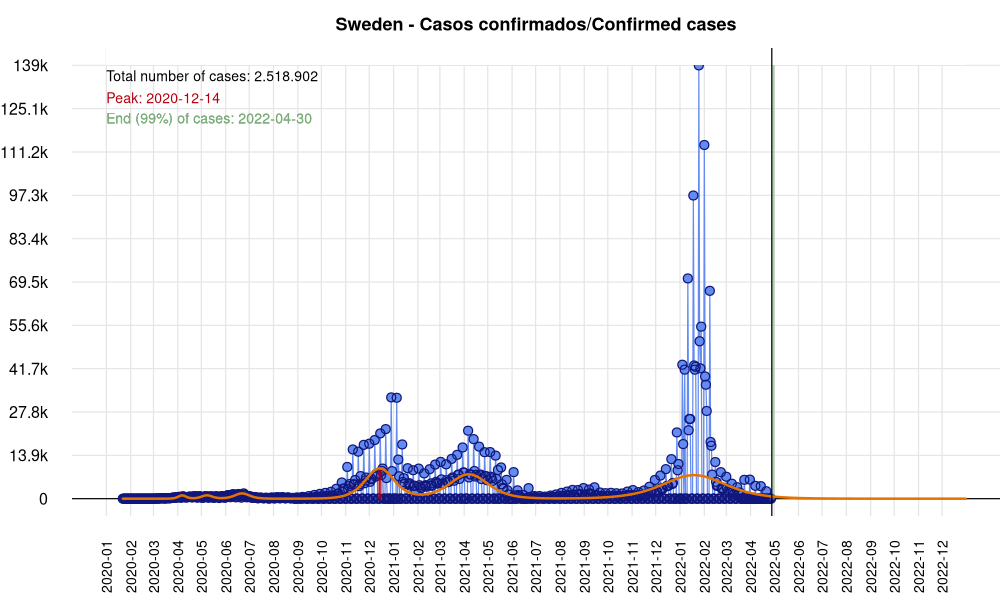 Sweden - Casos confirmados/Confirmed cases
Total number of cases: 2.518.902
Peak: 2020-12-14
End (99%) of cases: 2022-04-30
139k
125.1k
111.2k
97.3k
83.4k
69.5k
55.6k
41.7k
27.8k
13.9k
0
2020-01
2020-02
2020-03
2020-04
2020-05
2020-06
2020-07
2020-08
2020-09
2020-10
2020-11
2020-12
2021-01
2021-02
2021-03
2021-04
2021-05
2021-06
2021-07
2021-08
2021-09
2021-10
2021-11
2021-12
2022-01
2022-02
2022-03
2022-04
2022-05
2022-06
2022-07
2022-08
2022-09
2022-10
2022-11
2022-12